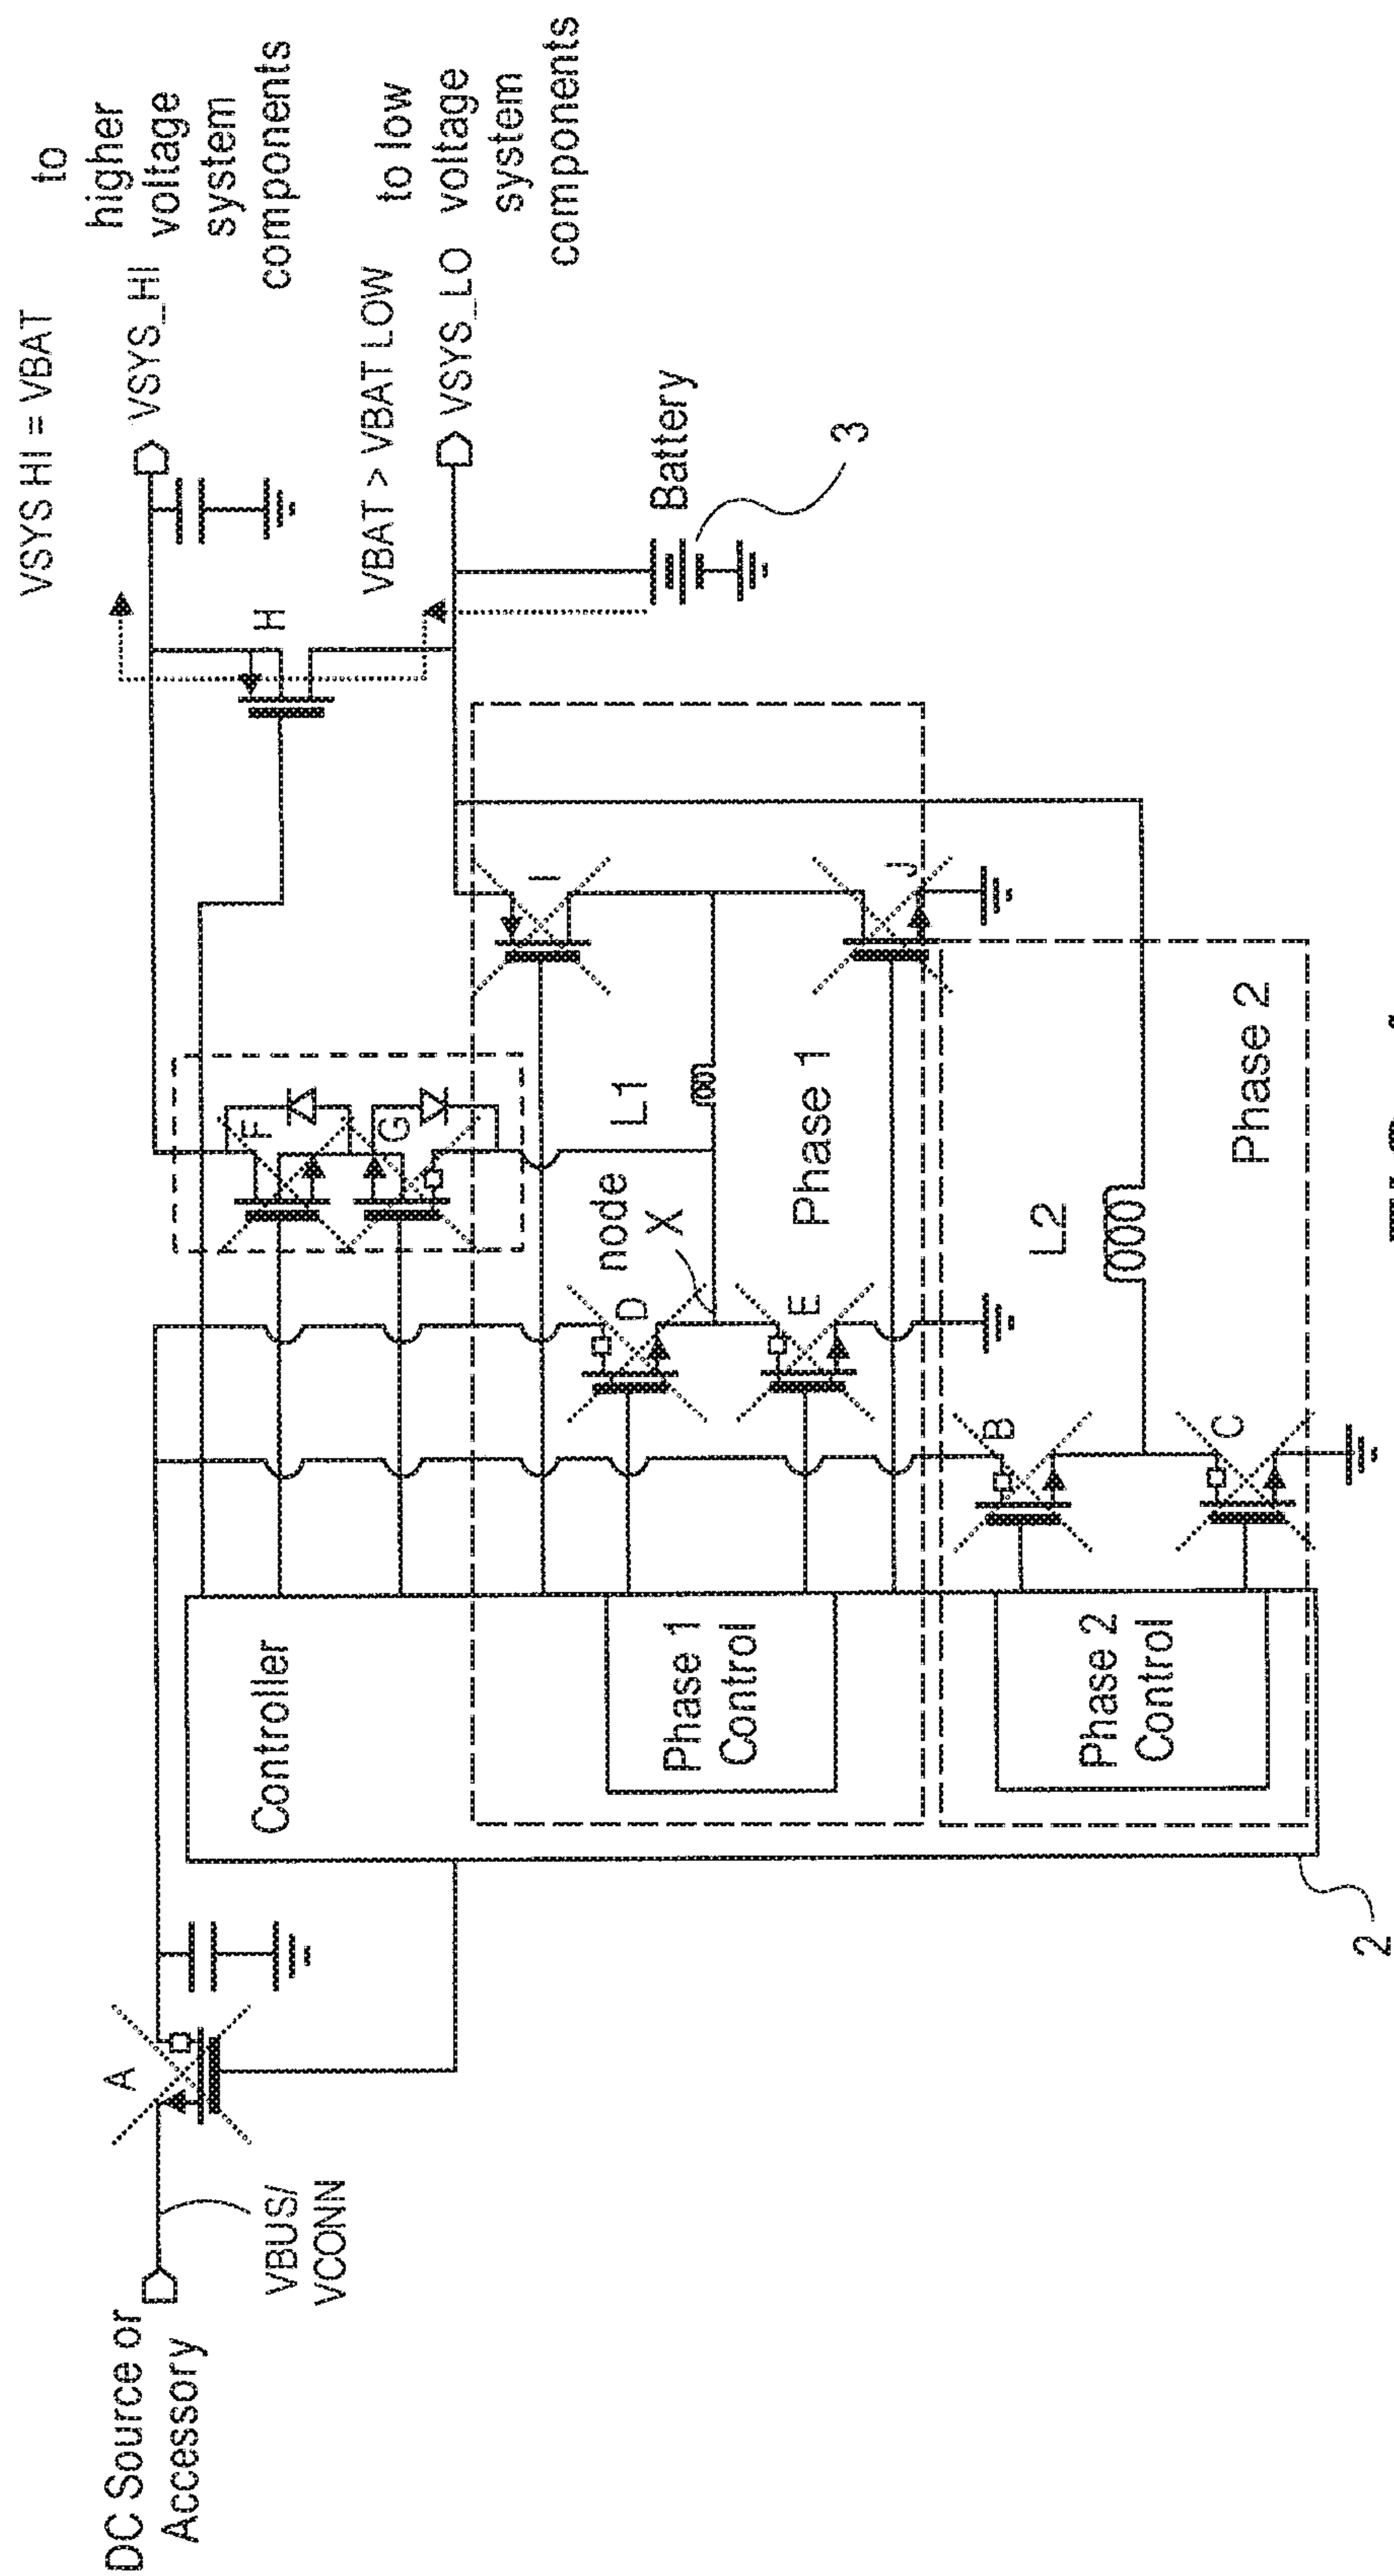 DC Source or
Accessory
VBUS/
VCONN
A
Controller
Phase 1
Control
Phase 2
Control
2
F
G
D
E
B
C
node
X
L1
Phase 1
L2
Phase 2
I
J
H
VSYS HI = VBAT
VSYS_HI
to
higher
voltage
system
components
VBAT > VBAT LOW
VSYS_LO
to low
voltage
system
components
Battery
3